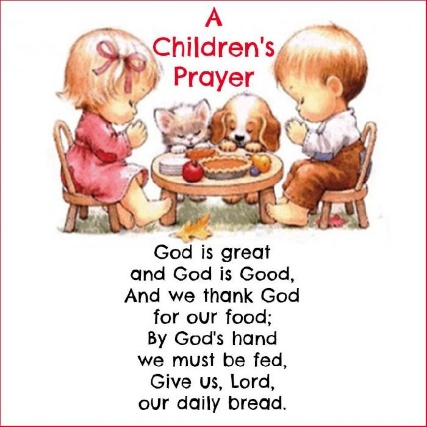 A
Children's
Prayer
God is great
and God is Good,
And we thank God
for our food;
By God's hand
we must be fed,
Give us, Lord,
our daily bread.